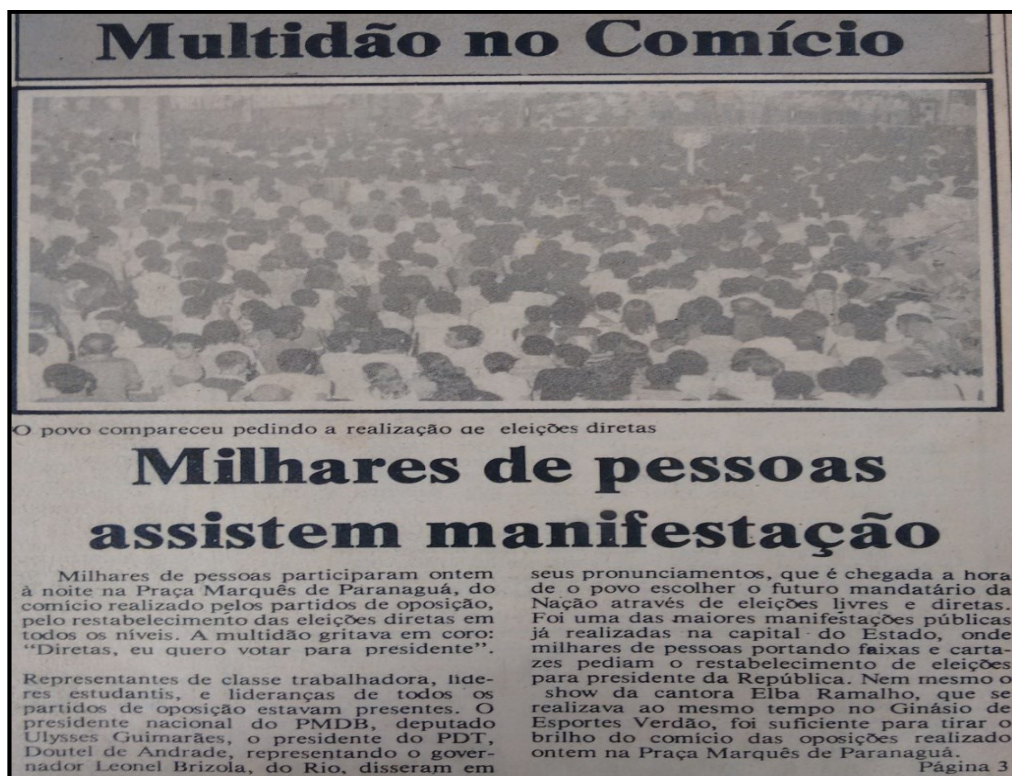 Multidão no Comício
O povo compareceu pedindo a realização de eleições diretas
Milhares de pessoas
assistem manifestação
Milhares de pessoas participaram ontem
à noite na Praça Marquês de Paranaguá, do
comício realizado pelos partidos de oposição,
pelo restabelecimento das eleições diretas em
todos os níveis. A multidão gritava em coro:
“Diretas, eu quero votar para presidente”.
Representantes de classe trabalhadora, líde-
res estudantis, e lideranças de todos os
partidos de oposição estavam presentes. O
presidente nacional do PMDB, deputado
Ulysses Guimarães, o presidente do PDT,
Doutel de Andrade, representando o gover-
nador Leonel Brizola, do Rio, disseram em
seus pronunciamentos, que é chegada a hora
de o povo escolher o futuro mandatário da
Nação através de eleições livres e diretas.
Foi uma das maiores manifestações públicas
já realizadas na capital do Estado, onde
milhares de pessoas portando faixas e carta-
zes pediam o restabelecimento de eleições
para presidente da República. Nem mesmo o
show da cantora Elba Ramalho, que se
realizava ao mesmo tempo no Ginásio de
Esportes Verdão, foi suficiente para tirar o
brilho do comício das oposições realizado
ontem na Praça Marquês de Paranaguá.
Página 3